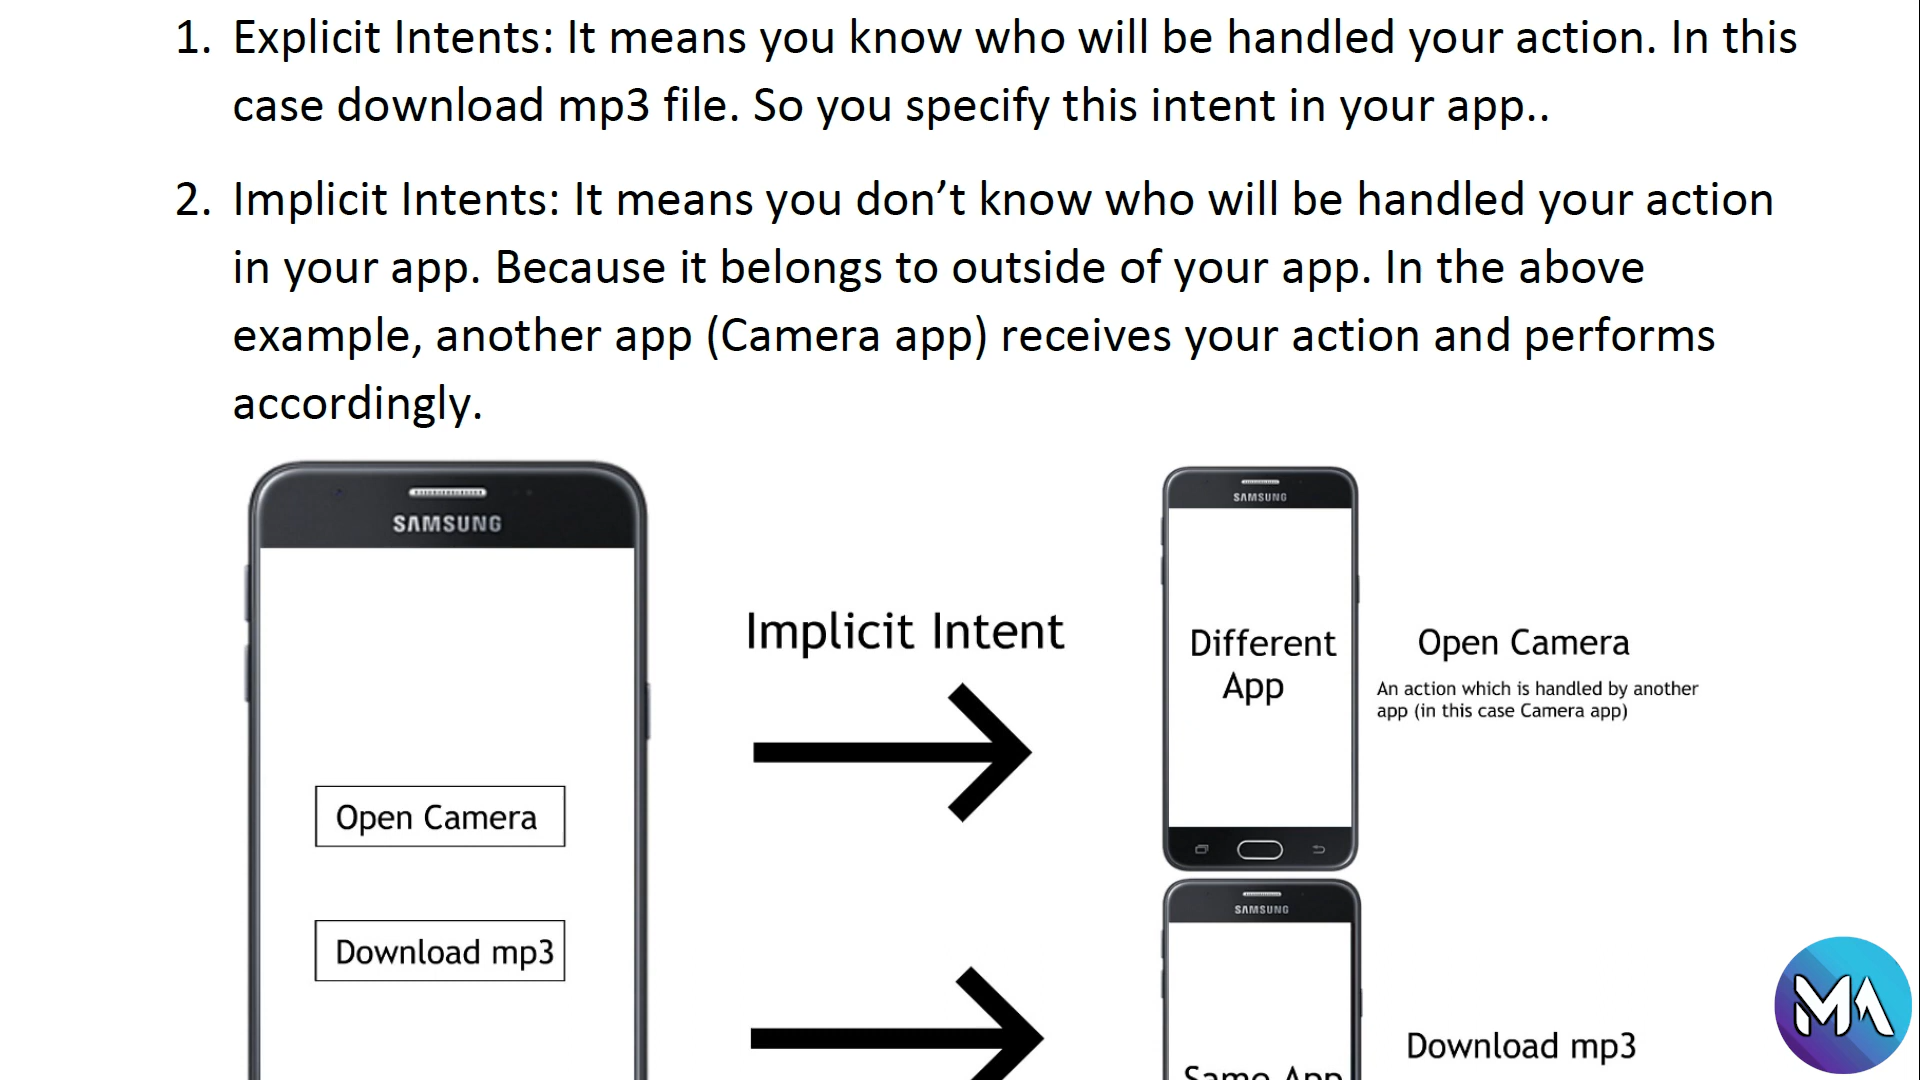 1. Explicit Intents: It means you know who will be handled your action. In this
case download mp3 file. So you specify this intent in your app..
2. Implicit Intents: It means you don’t know who will be handled your action
in your app. Because it belongs to outside of your app. In the above
example, another app (Camera app) receives your action and performs
accordingly.
SAMSUNG
Open Camera
Download mp3
Implicit Intent
SAMSUNG
Different
App
Open Camera
An action which is handled by another
app (in this case Camera app)
SAMSUNG
Same App
Download mp3
MA